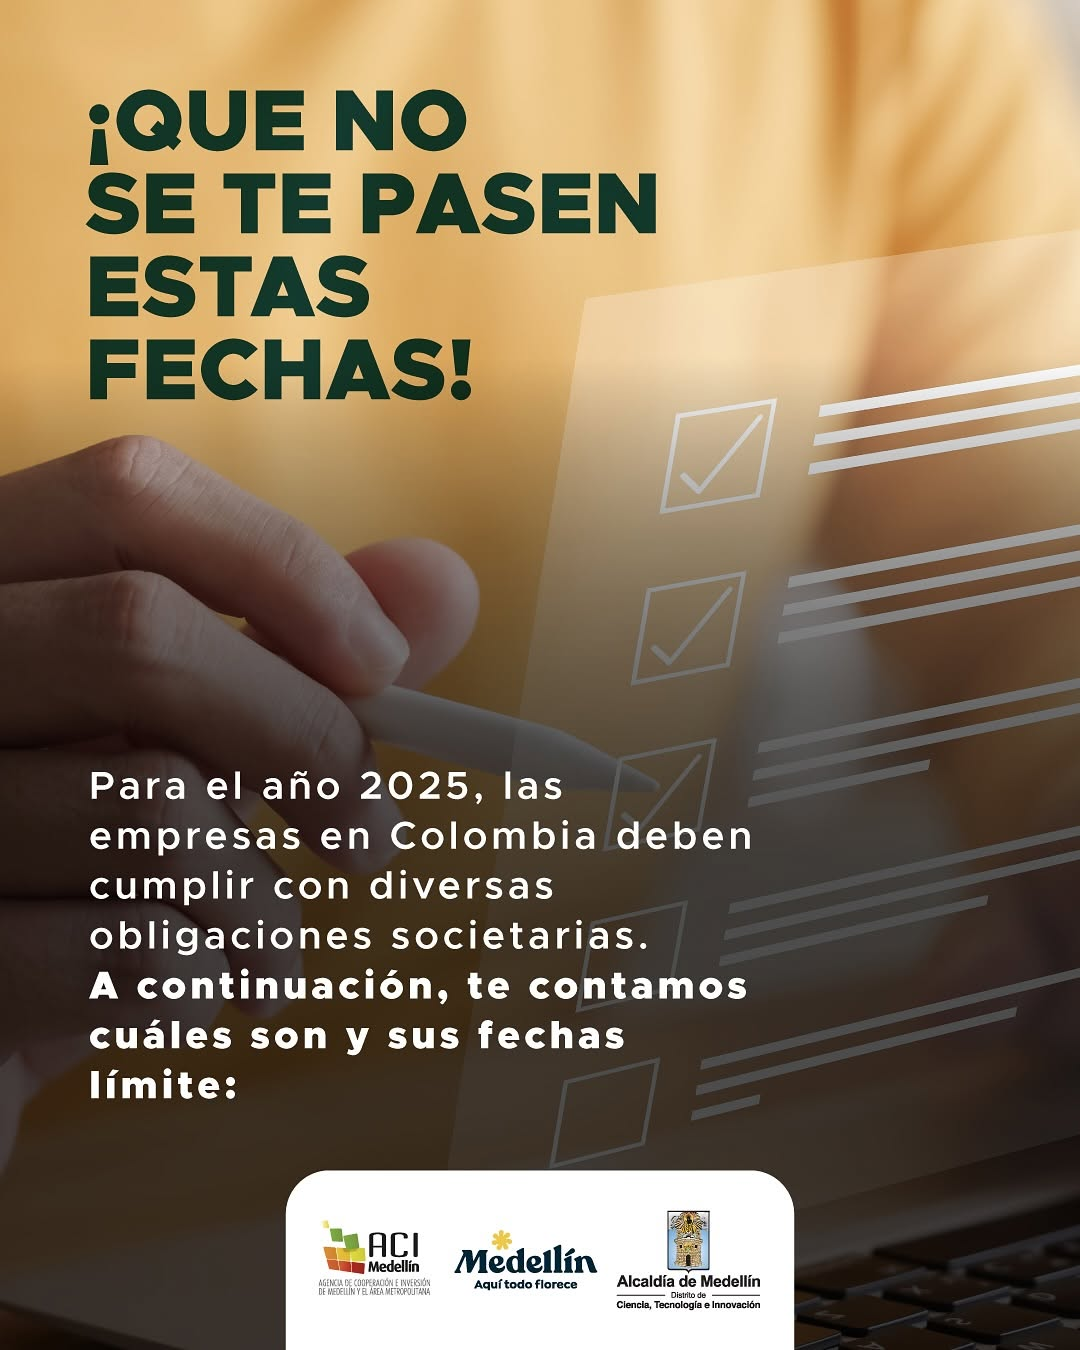 ¡QUE NO
SE TE PASEN
ESTAS
FECHAS!
Para el año 2025, las
empresas en Colombia deben
cumplir con diversas
obligaciones societarias.
A continuación, te contamos
cuáles son y sus fechas
límite:
ACI
Medellín
AGENCIA DE COOPERACIÓN E INVERSIÓN
DE MEDELLÍN Y EL ÁREA METROPOLITANA
Medellín
Aquí todo florece
Alcaldía de Medellín
Distrito de
Ciencia, Tecnología e Innovación